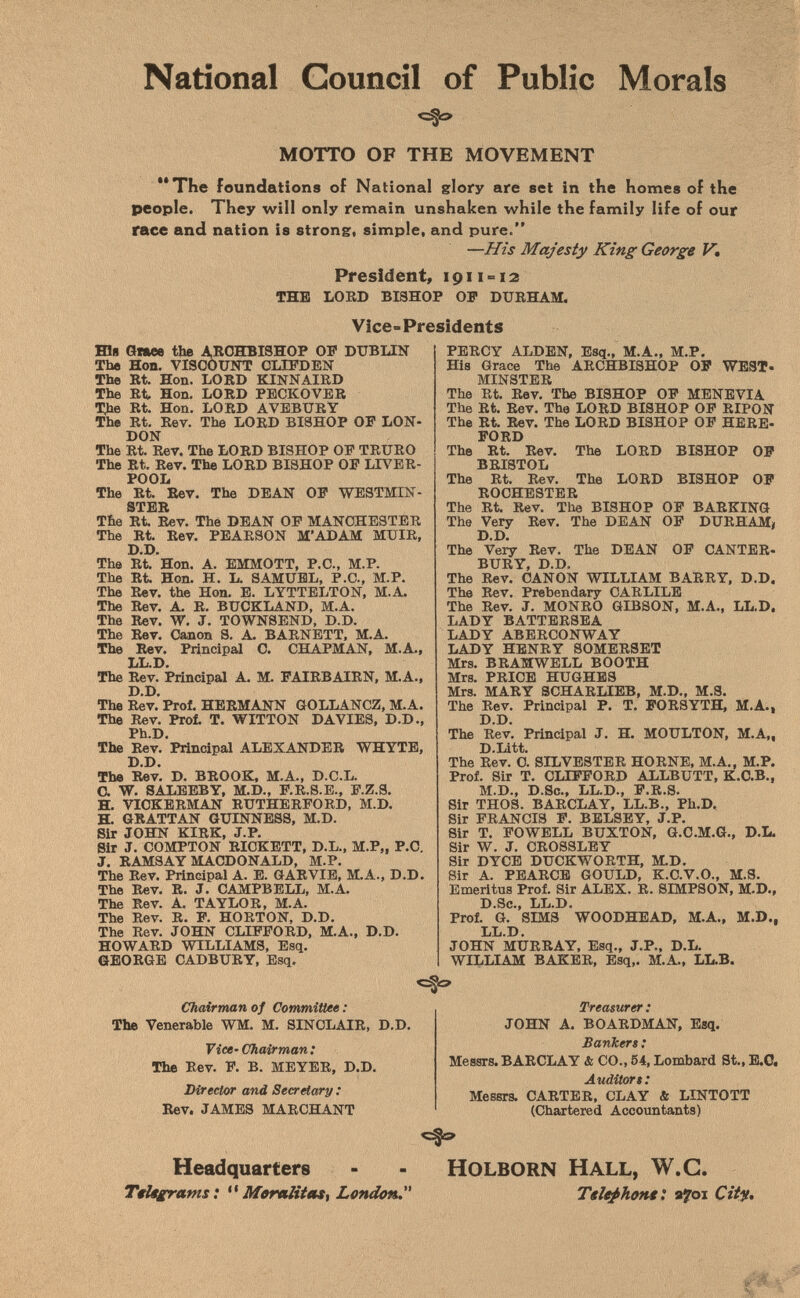 National Council of Public Morals
MOTTO OF THE MOVEMENT
"The foundations of National glory are set in the homes of the
people. They will only remain unshaken while the family life of our
race and nation is strong, simple, and pure."
—His Majesty King George V.
President, 1911-12
THE LORD BISHOP OF DURHAM.
Vice-Presidents
His Grace the ARCHBISHOP OF DUBLIN
The Hon. VISCOUNT CLIFDEN
The Rt. Hon. LORD KINNAIRD
The Rt. Hon. LORD PECKOVER
The Rt. Hon. LORD AVEBURY
The Rt. Rev. The LORD BISHOP OF LON-
DON
The Rt. Rev. The LORD BISHOP OF TRURO
The Rt. Rev. The LORD BISHOP OF LIVER-
POOL
The Rt. Rev. The DEAN OF WESTMIN-
STER
The Rt. Rev. The DEAN OF MANCHESTER
The Rt. Rev. PEARSON M'ADAM MUIR,
D.D.
The Rt. Hon. A. EMMOTT, P.C., M.P.
The Rt. Hon. H. L. SAMUEL, P.C., M.P.
The Rev. the Hon. E. LYTTELTON, M.A.
The Rev. A. R. BUCKLAND, M.A.
The Rev. W. J. TOWNSEND, D.D.
The Rev. Canon S. A. BARNETT, M.A.
The Rev. Principal C. CHAPMAN, M.A.,
LL.D.
The Rev. Principal A. M. FAIRBAIRN, M.A.,
D.D.
The Rev. Prof. HERMANN GOLLANCZ, M.A.
The Rev. Prof. T. WITTON DAVIES, D.D.,
Ph.D.
The Rev. Principal ALEXANDER WHYTE,
D.D.
The Rev. D. BROOK, M.A., D.C.L.
C. W. SALEEBY, M.D., F.R.S.E., F.Z.S.
H. VICKERMAN RUTHERFORD, M.D.
H. GRATTAN GUINNESS, M.D.
Sir JOHN KIRK, J.P.
Sir J. COMPTON RICKETT, D.L., M.P,, P.C.
J. RAMSAY MACDONALD, M.P.
The Rev. Principal A. E. GARVIE, M.A., D.D.
The Rev. R. J. CAMPBELL, M.A.
The Rev. A. TAYLOR, M.A.
The Rev. R. F. HORTON, D.D.
The Rev. JOHN CLIFFORD, M.A., D.D.
HOWARD WILLIAMS, Esq.
GEORGE CADBURY, Esq.
PERCY ALDEN, Esq., M.A., M.P.
His Grace The ARCHBISHOP OF WEST-
MINSTER
The Rt. Rev. The BISHOP OF MENEVIA
The Rt. Rev. The LORD BISHOP OF RIPON
The Rt. Rev. The LORD BISHOP OF HERE-
FORD
The Rt. Rev. The LORD BISHOP OF
BRISTOL
The Rt. Rev. The LORD BISHOP OF
ROCHESTER
The Rt. Rev. The BISHOP OF BARKING
The Very Rev. The DEAN OF DURHAM,
D.D.
The Very Rev. The DEAN OF CANTER-
BURY, D.D.
The Rev. CANON WILLIAM BARRY, D.D.
The Rev. Prebendary CARLILE
The Rev. J. MONRO GIBSON, M.A., LL.D.
LADY BATTERSEA
LADY ABERCONWAY
LADY HENRY SOMERSET
Mrs. BRAMWELL BOOTH
Mrs. PRICE HUGHES
Mrs. MARY SCHARLIEB, M.D., M.S.
The Rev. Principal P. T. FORSYTH, M.A.,
D.D.
The Rev. Principal J. H. MOULTON, M.A,,
D.Litt.
The Rev. C. SILVESTER HORNE, M.A., M.P.
Prof. Sir T. CLIFFORD ALLBUTT, K.C.B.,
M.D., D.Sc., LL.D., F.R.S.
Sir THOS. BARCLAY, LL.B., Ph.D.
Sir FRANCIS F. BELSEY, J.P.
Sir T. FOWELL BUXTON, G.C.M.G., D.L.
Sir W. J. CROSSLEY
Sir DYCE DUCKWORTH, M.D.
Sir A. PEARCE GOULD, K.C.V.O., M.S.
Emeritus Prof. Sir ALEX. R. SIMPSON, M.D.,
D.Sc., LL.D.
Prof. G. SIMS WOODHEAD, M.A., M.D.,
LL.D.
JOHN MURRAY, Esq., J.P., D.L.
WILLIAM BAKER, Esq,. M.A., LL.B.
Chairman of Committee:
The Venerable WM. M. SINCLAIR, D.D.
Vice-Chairman:
The Rev. F. B. MEYER, D.D.
Director and Secretary:
Rev. JAMES MARCHANT
Treasurer:
JOHN A. BOARDMAN, Esq.
Bankers:
Messrs. BARCLAY & CO., 54, Lombard St., E.C.
Auditors:
Messrs. CARTER, CLAY & LINTOTT
(Chartered Accountants)
Headquarters - - HOLBORN HALL, W.C.
Telegrams: "Moralitas, London." Telephone: 2701 City.